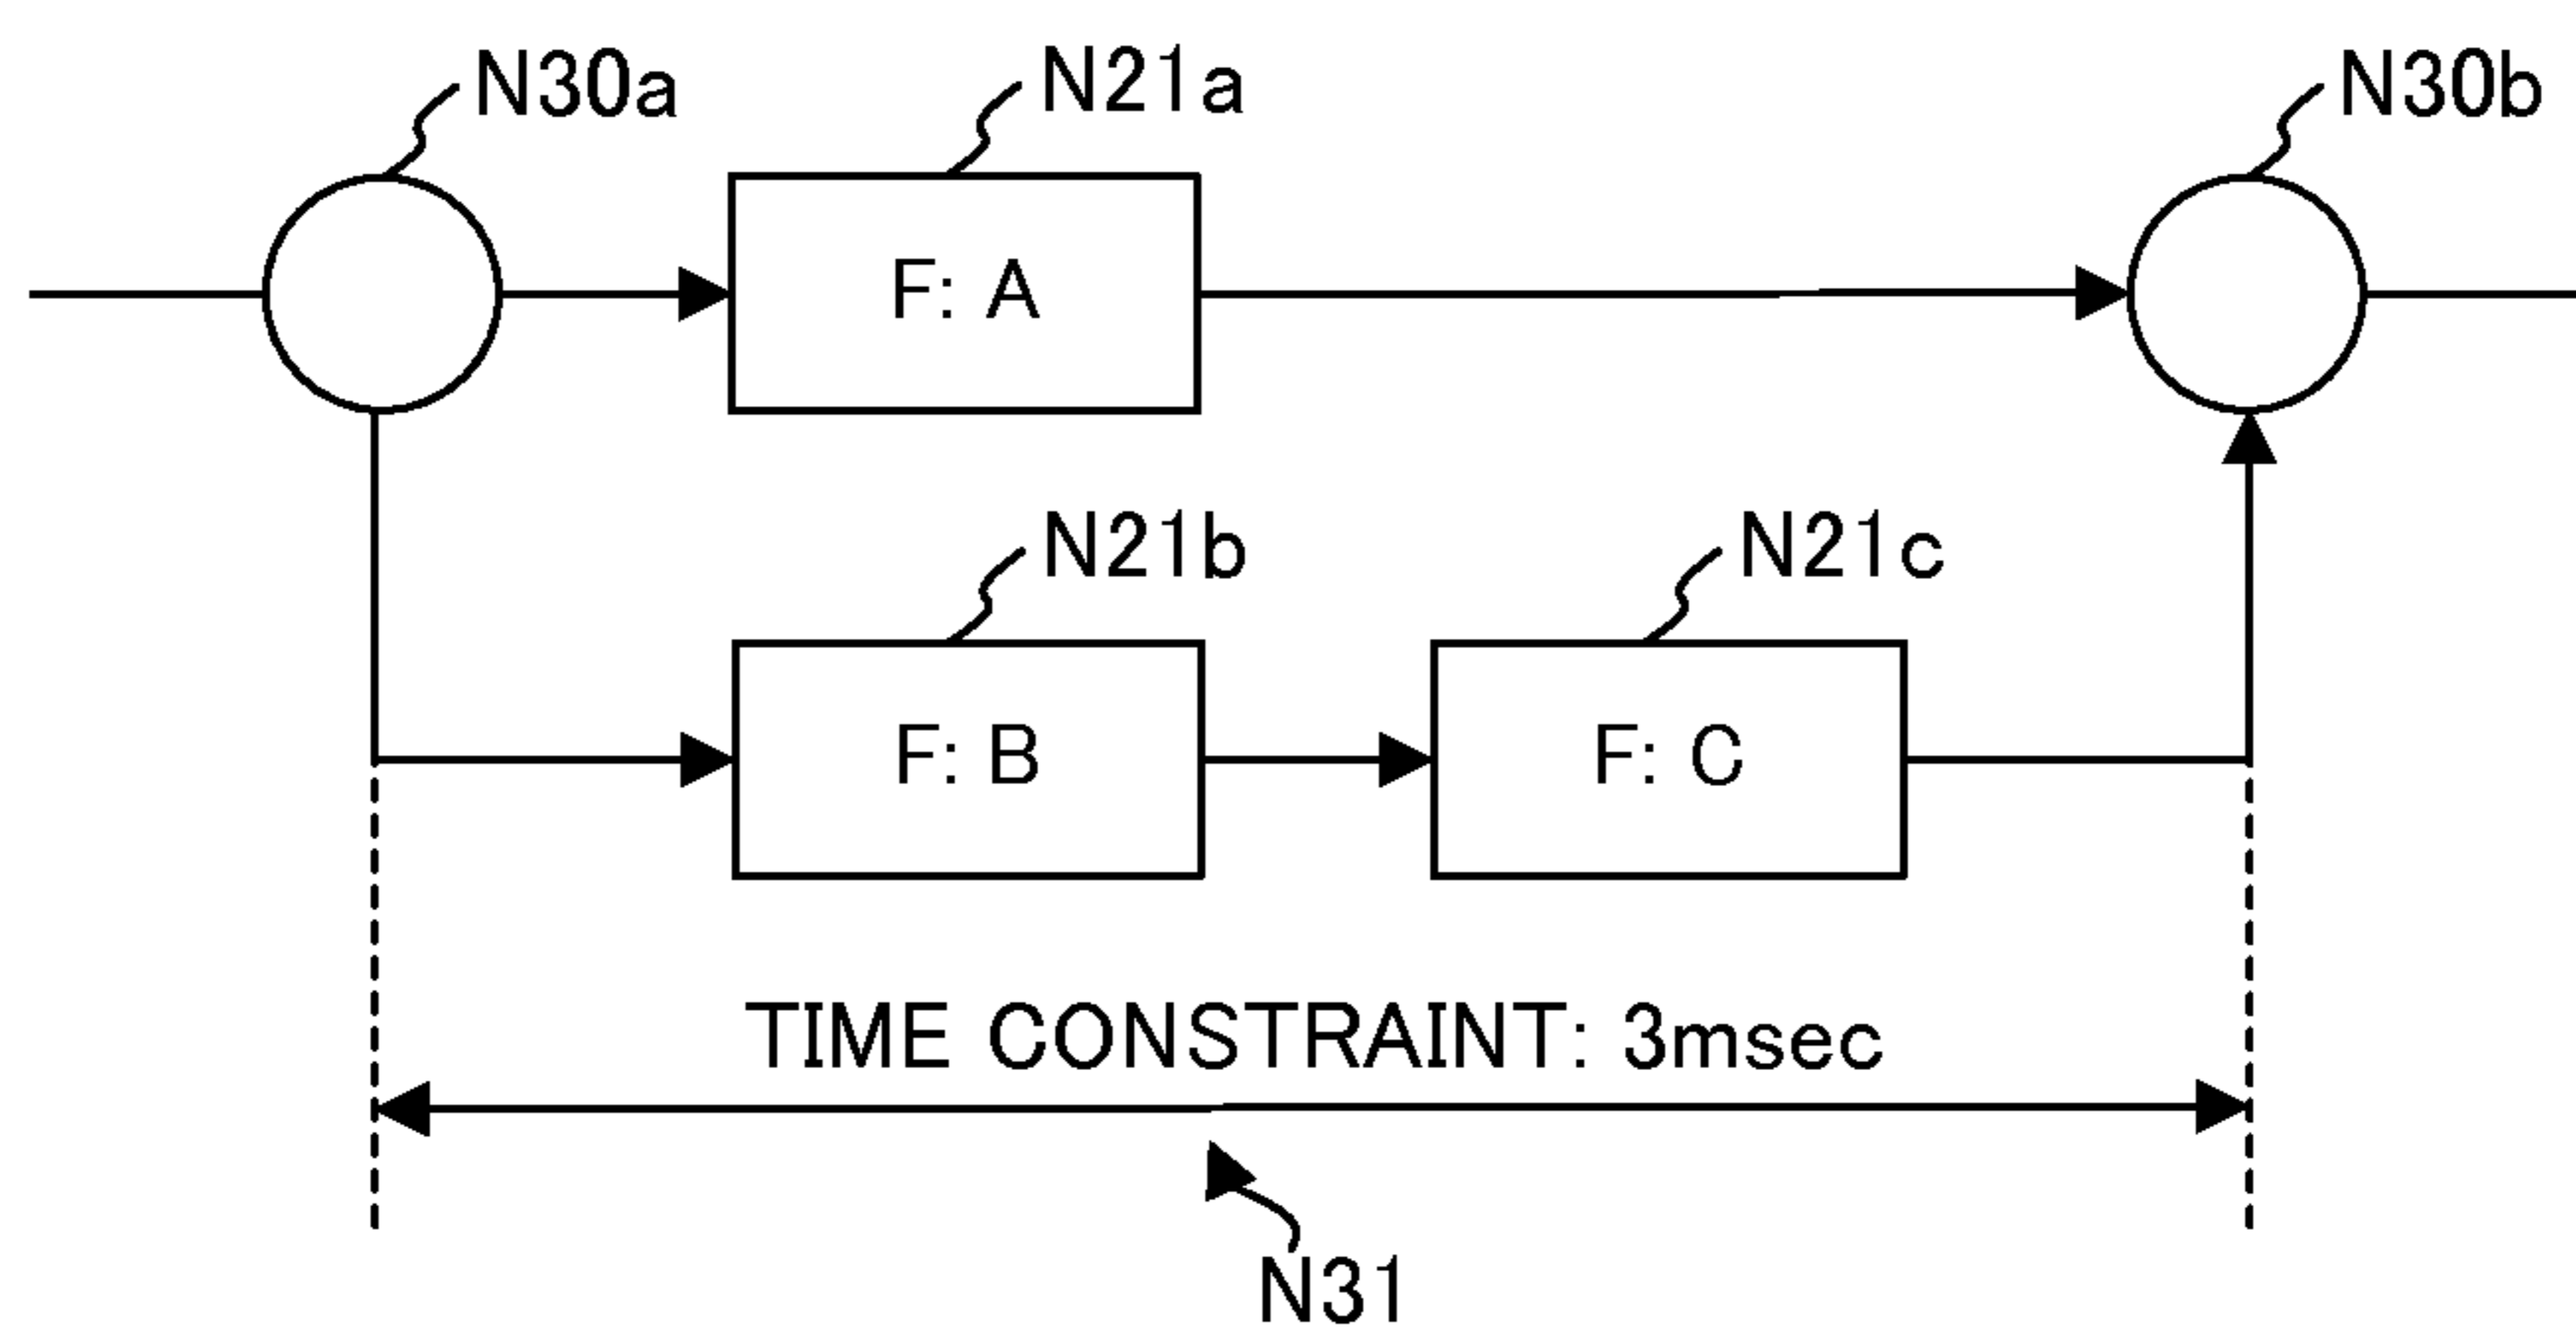 N30a
N21a
N30b
F: A
N21b
N21c
F: B
F: C
TIME CONSTRAINT: 3msec
N31